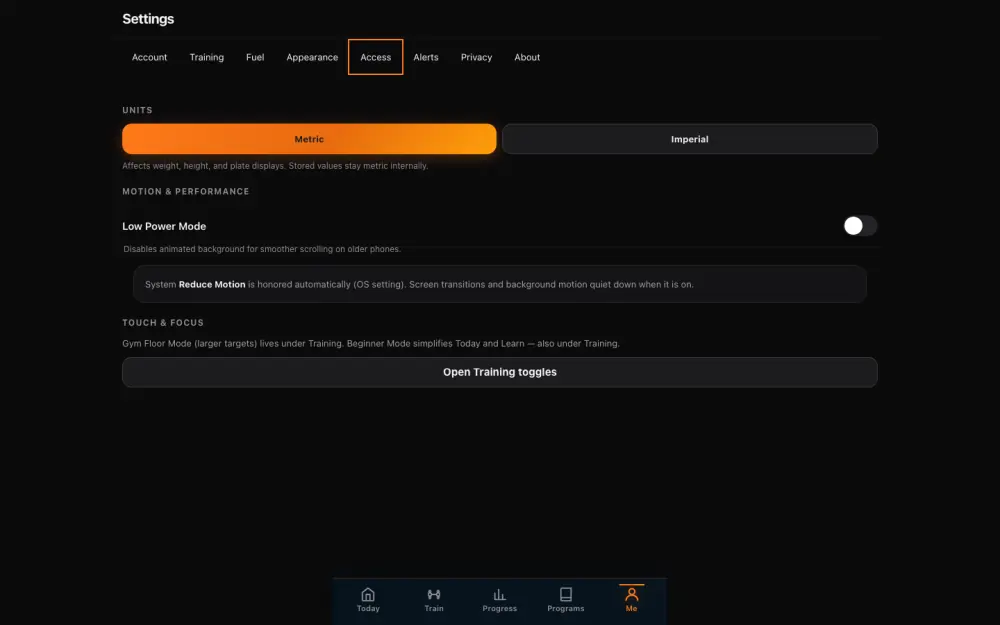 Settings
Account Training Fuel Appearance Access Alerts Privacy About
UNITS
Metric Imperial
Affects weight, height, and plate displays. Stored values stay metric internally.
MOTION & PERFORMANCE
Low Power Mode
Disables animated background for smoother scrolling on older phones.
System Reduce Motion is honored automatically (OS setting). Screen transitions and background motion quiet down when it is on.
TOUCH & FOCUS
Gym Floor Mode (larger targets) lives under Training. Beginner Mode simplifies Today and Learn — also under Training.
Open Training toggles
Today Train Progress Programs Me